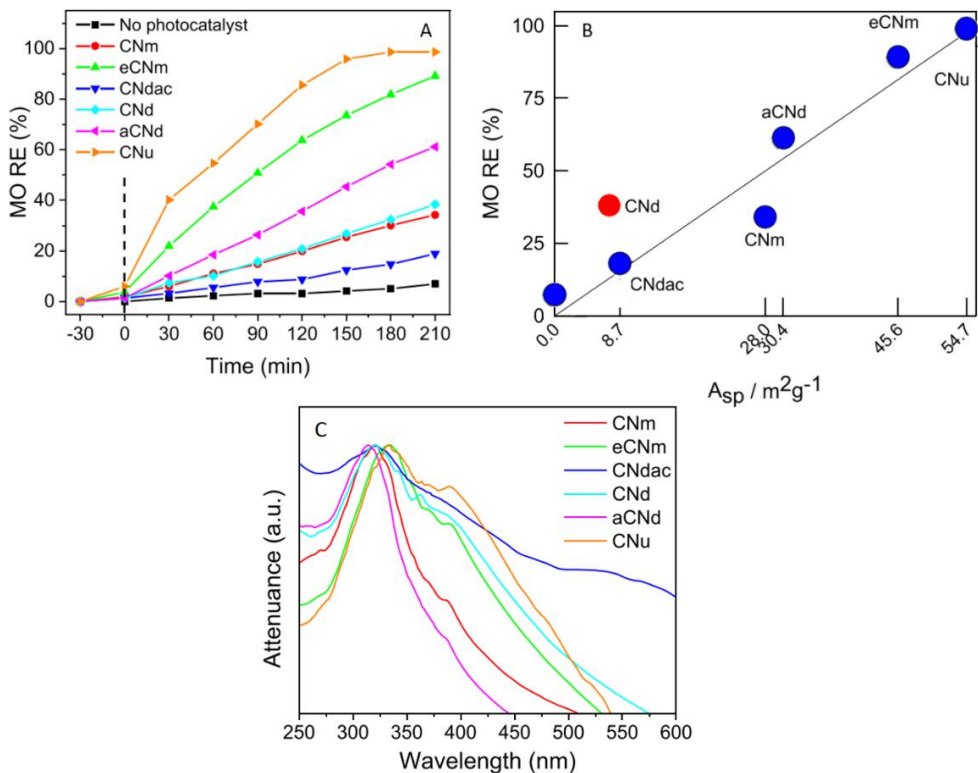 A
No photocatalyst
CNm
eCNm
CNdac
CNd
aCNd
CNu
MO RE (%)
100
80
60
40
20
0
-30 0 30 60 90 120 150 180 210
Time (min)
B
MO RE (%)
100
75
50
25
0
eCNm
CNu
aCNd
CNd
CNm
CNdac
0.0 8.7 28.0 30.4 45.6 54.7
Asp / m2g-1
C
CNm
eCNm
CNdac
CNd
aCNd
CNu
Attenuance (a.u.)
250 300 350 400 450 500 550 600
Wavelength (nm)